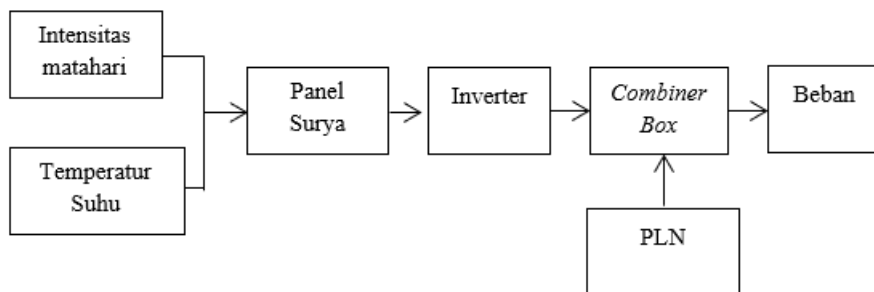 Intensitas
matahari
Temperatur
Suhu
Panel
Surya
Inverter
Combiner
Box
Beban
PLN